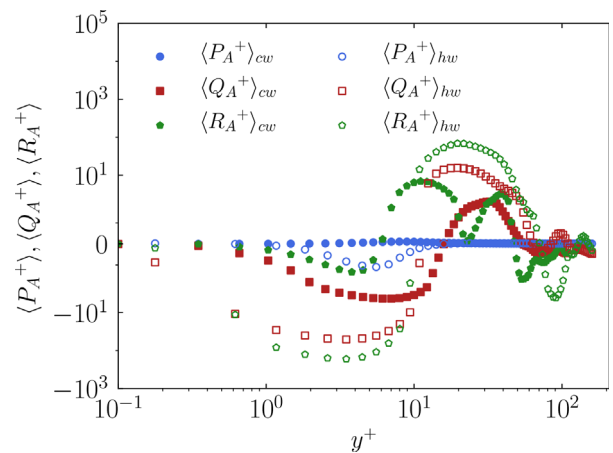 10^5
10^3
10^1
0
−10^1
−10^3
⟨P_A^+⟩, ⟨Q_A^+⟩, ⟨R_A^+⟩
⟨P_A^+⟩_cw ⟨P_A^+⟩_hw
⟨Q_A^+⟩_cw ⟨Q_A^+⟩_hw
⟨R_A^+⟩_cw ⟨R_A^+⟩_hw
10^−1 10^0 10^1 10^2
y^+